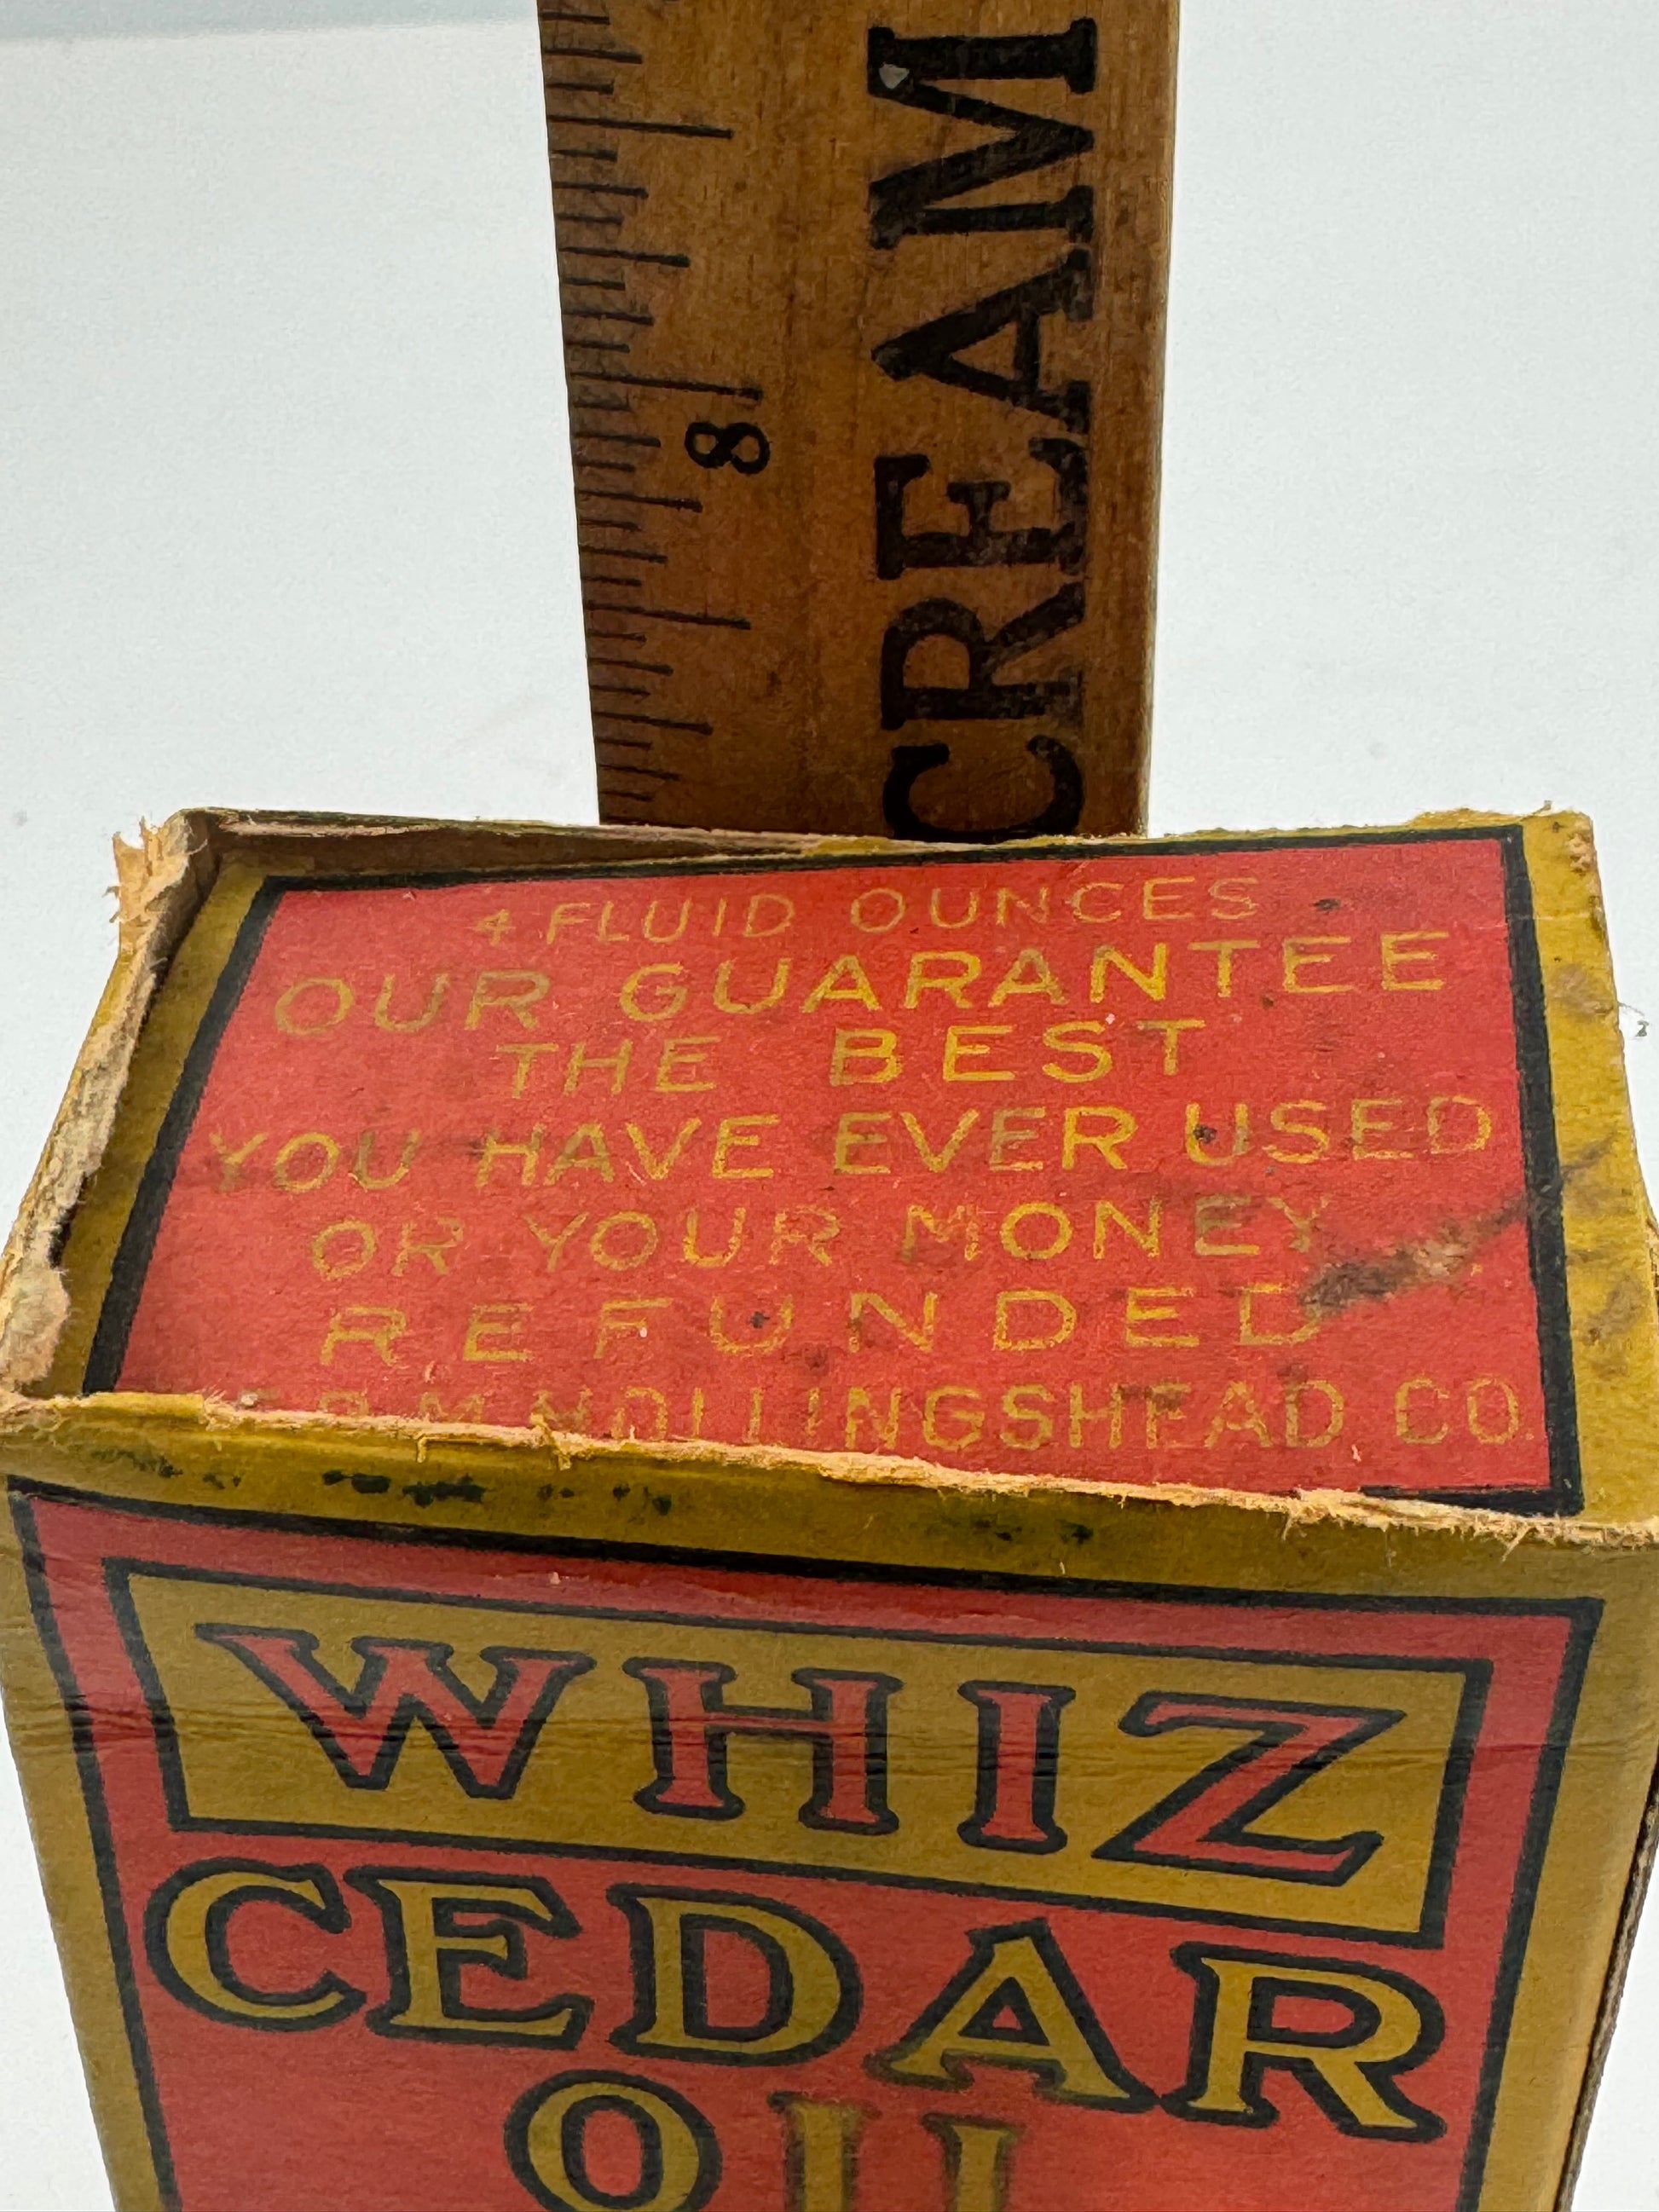 CREAM
8
4 FLUID OUNCES
OUR GUARANTEE
THE BEST
YOU HAVE EVER USED
OR YOUR MONEY
REFUNDED
HOLLINGSHEAD CO.
WHIZ
CEDAR
OIL